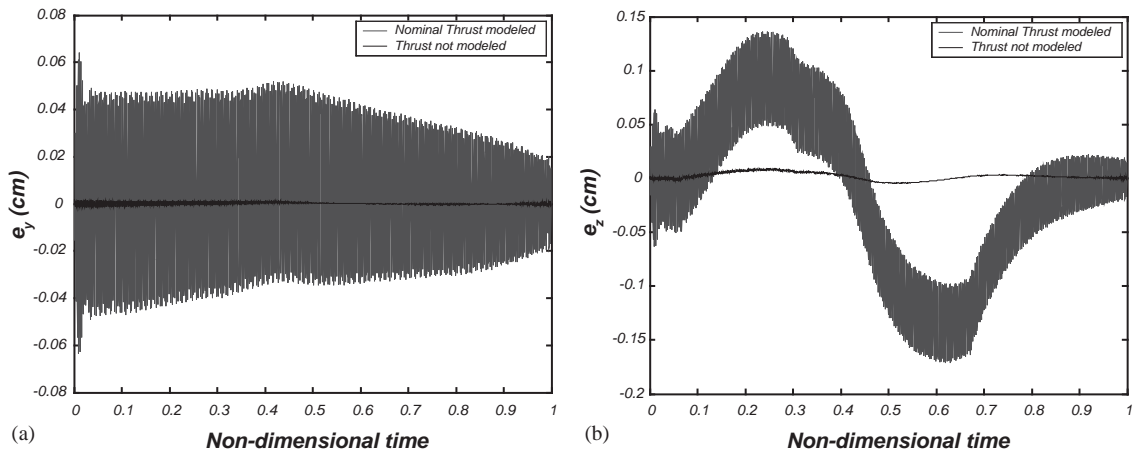 0.08
0.06
0.04
0.02
0
-0.02
-0.04
-0.06
-0.08
e_y (cm)
0 0.1 0.2 0.3 0.4 0.5 0.6 0.7 0.8 0.9 1
Nominal Thrust modeled
Thrust not modeled
(a)
Non-dimensional time
0.15
0.1
0.05
0
-0.05
-0.1
-0.15
-0.2
e_z (cm)
0 0.1 0.2 0.3 0.4 0.5 0.6 0.7 0.8 0.9 1
Nominal Thrust Modeled
Thrust not modeled
(b)
Non-dimensional time